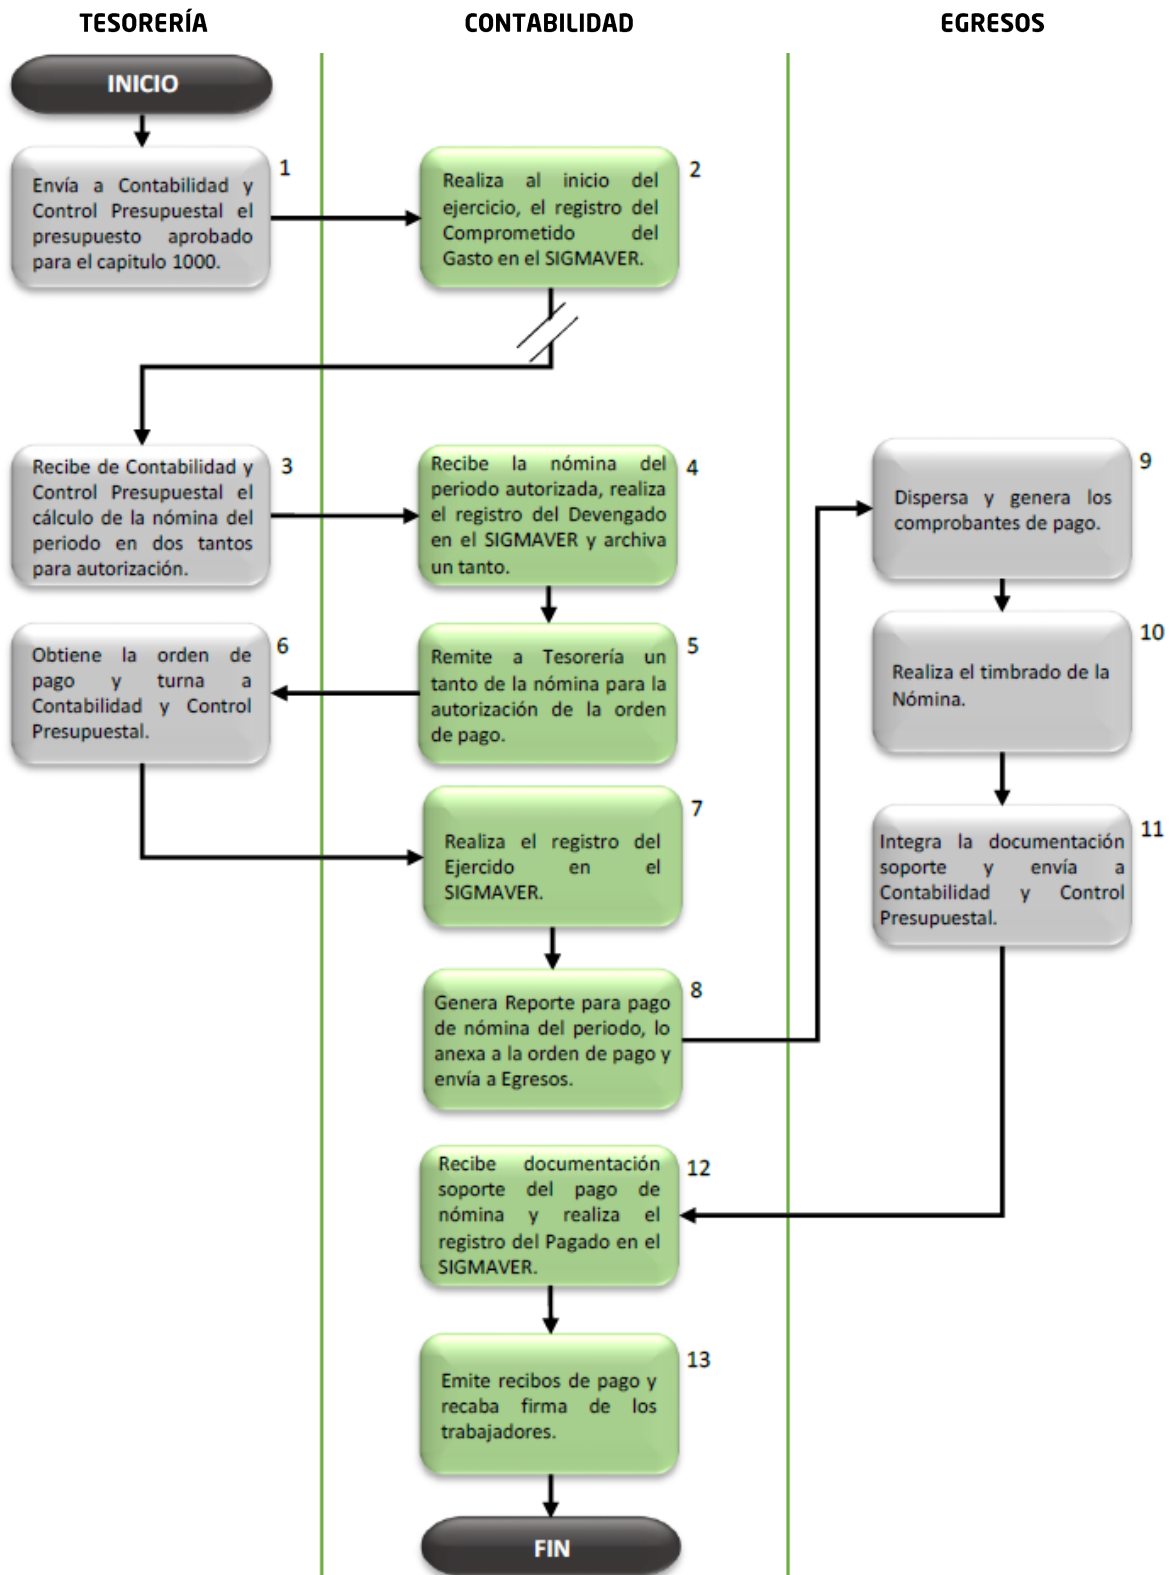 TESORERÍA
CONTABILIDAD
EGRESOS
INICIO
1
Envía a Contabilidad y
Control Presupuestal el
presupuesto aprobado
para el capitulo 1000.
2
Realiza al inicio del
ejercicio, el registro del
Comprometido del
Gasto en el SIGMAVER.
3
Recibe de Contabilidad y
Control Presupuestal el
cálculo de la nómina del
periodo en dos tantos
para autorización.
4
Recibe la nómina del
periodo autorizada, realiza
el registro del Devengado
en el SIGMAVER y archiva
un tanto.
5
Remite a Tesorería un
tanto de la nómina para la
autorización de la orden
de pago.
6
Obtiene la orden de
pago y turna a
Contabilidad y Control
Presupuestal.
7
Realiza el registro del
Ejercido en el
SIGMAVER.
8
Genera Reporte para pago
de nómina del periodo, lo
anexa a la orden de pago y
envía a Egresos.
9
Dispersa y genera los
comprobantes de pago.
10
Realiza el timbrado de la
Nómina.
11
Integra la documentación
soporte y envía a
Contabilidad y Control
Presupuestal.
12
Recibe documentación
soporte del pago de
nómina y realiza el
registro del Pagado en el
SIGMAVER.
13
Emite recibos de pago y
recaba firma de los
trabajadores.
FIN